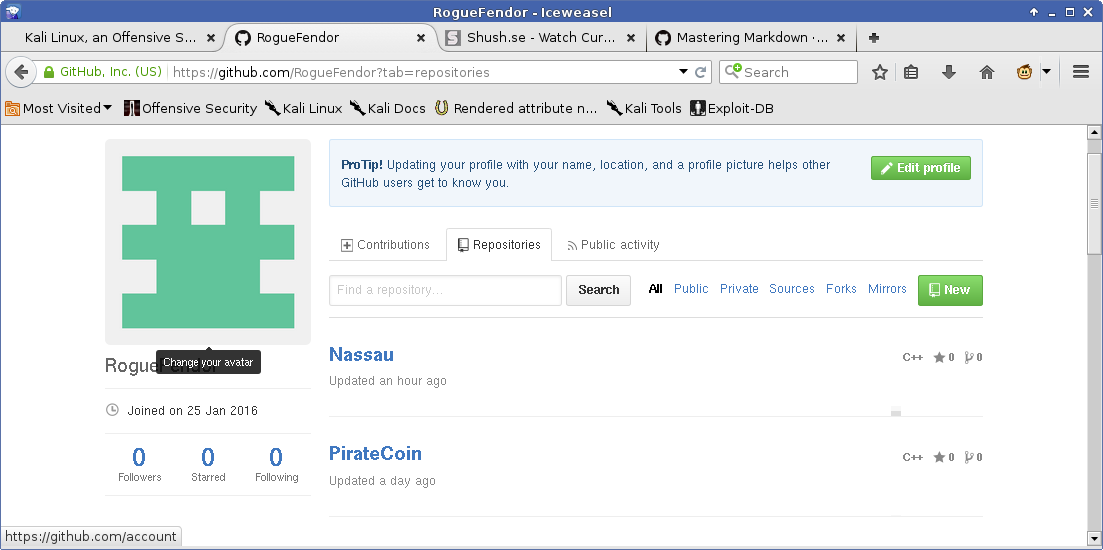 RogueFendor - Iceweasel
Kali Linux, an Offensive S... RogueFendor Shush.se - Watch Cur... Mastering Markdown · ...
GitHub, Inc. (US) https://github.com/RogueFendor?tab=repositories Search
Most Visited Offensive Security Kali Linux Kali Docs Rendered attribute n... Kali Tools Exploit-DB
ProTip! Updating your profile with your name, location, and a profile picture helps other
GitHub users get to know you.
Edit profile
Contributions Repositories Public activity
Find a repository... Search All Public Private Sources Forks Mirrors New
Change your avatar
RogueFendor
Joined on 25 Jan 2016
0 0 0
Followers Starred Following
Nassau C++ 0 0
Updated an hour ago
PirateCoin C++ 0 0
Updated a day ago
https://github.com/account